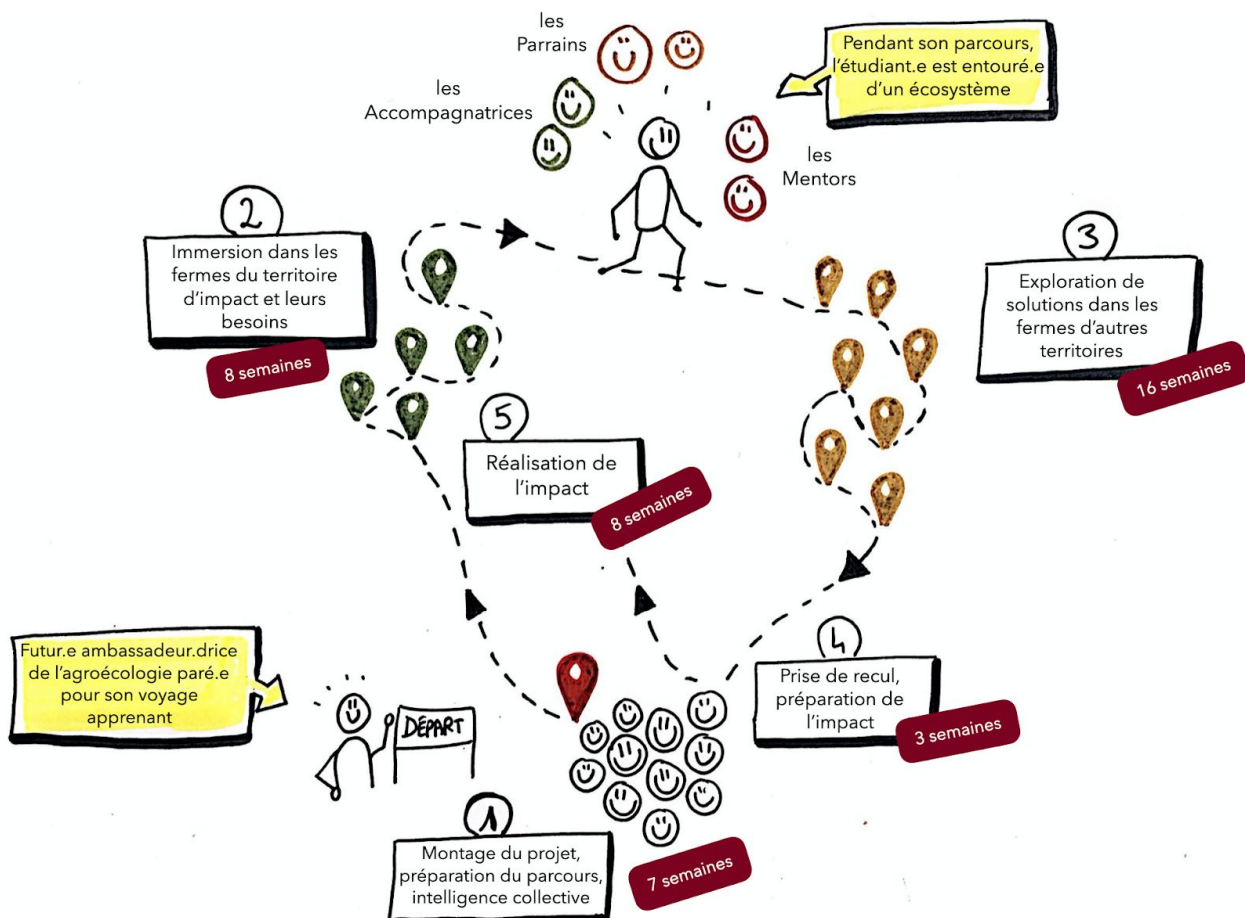 les
Parrains
les
Accompagnatrices
les
Mentors
Pendant son parcours,
l'étudiant.e est entouré.e
d'un écosystème
2
Immersion dans les
fermes du territoire
d'impact et leurs
besoins
8 semaines
3
Exploration de
solutions dans les
fermes d'autres
territoires
16 semaines
5
Réalisation de
l'impact
8 semaines
Futur.e ambassadeur.drice
de l'agroécologie paré.e
pour son voyage
apprenant
DÉPART
4
Prise de recul,
préparation de
l'impact
3 semaines
1
Montage du projet,
préparation du parcours,
intelligence collective
7 semaines